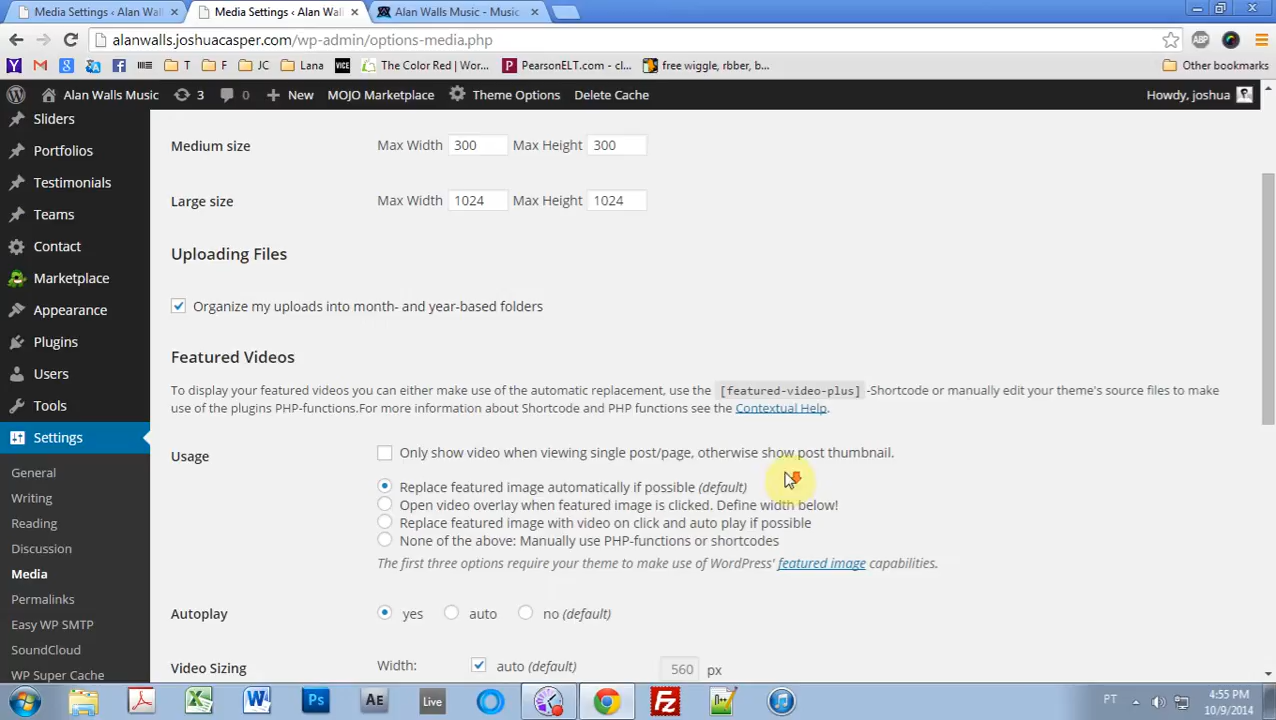 Media Settings ‹ Alan Wall ×
Media Settings ‹ Alan Wall ×
Alan Walls Music - Music ×
alanwalls.joshuacasper.com/wp-admin/options-media.php
ABP
T
F
JC
Lana
VICE
The Color Red | Wor...
PearsonELT.com - cl...
free wiggle, rbber, b...
Other bookmarks
Alan Walls Music
3
0
+ New
MOJO Marketplace
Theme Options
Delete Cache
Howdy, joshua
Sliders
Portfolios
Testimonials
Teams
Contact
Marketplace
Appearance
Plugins
Users
Tools
Settings
General
Writing
Reading
Discussion
Media
Permalinks
Easy WP SMTP
SoundCloud
WP Super Cache
Medium size Max Width 300 Max Height 300
Large size Max Width 1024 Max Height 1024
Uploading Files
Organize my uploads into month- and year-based folders
Featured Videos
To display your featured videos you can either make use of the automatic replacement, use the [featured-video-plus] -Shortcode or manually edit your theme's source files to make
use of the plugins PHP-functions.For more information about Shortcode and PHP functions see the Contextual Help.
Usage Only show video when viewing single post/page, otherwise show post thumbnail.
Replace featured image automatically if possible (default)
Open video overlay when featured image is clicked. Define width below!
Replace featured image with video on click and auto play if possible
None of the above: Manually use PHP-functions or shortcodes
The first three options require your theme to make use of WordPress' featured image capabilities.
Autoplay yes auto no (default)
Video Sizing Width: auto (default) 560 px
Ps
Ae
Live
PT
4:55 PM
10/9/2014